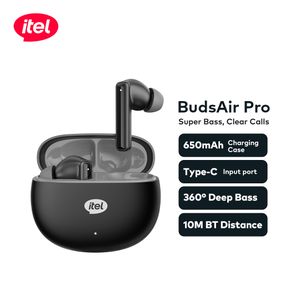 itel
BudsAir Pro
Super Bass, Clear Calls
650mAh Charging Case
Type-C Input port
360° Deep Bass
10M BT Distance
itel